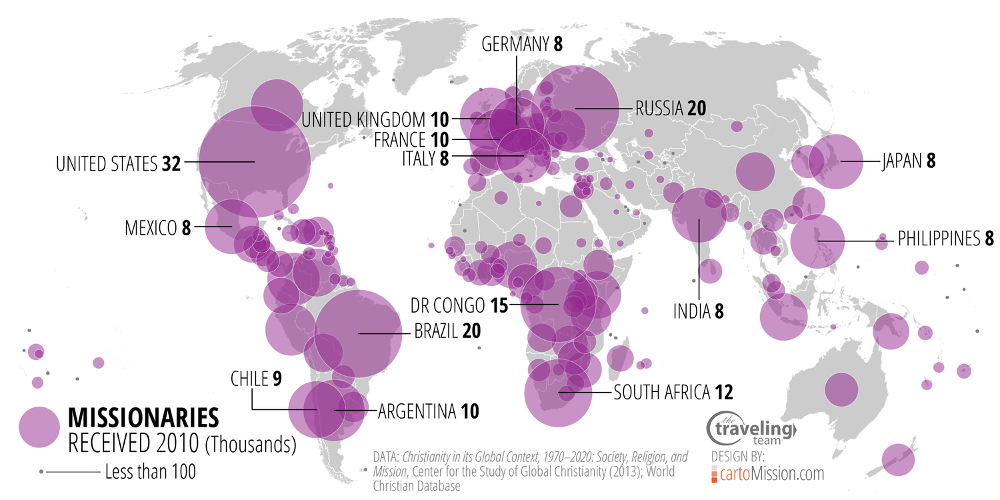 GERMANY 8
UNITED KINGDOM 10
RUSSIA 20
FRANCE 10
ITALY 8
UNITED STATES 32
JAPAN 8
MEXICO 8
PHILIPPINES 8
DR CONGO 15
INDIA 8
BRAZIL 20
CHILE 9
SOUTH AFRICA 12
ARGENTINA 10
MISSIONARIES
RECEIVED 2010 (Thousands)
Less than 100
DATA: Christianity in its Global Context, 1970–2020: Society, Religion, and
Mission, Center for the Study of Global Christianity (2013); World
Christian Database
the
traveling
team
DESIGN BY:
cartoMission.com